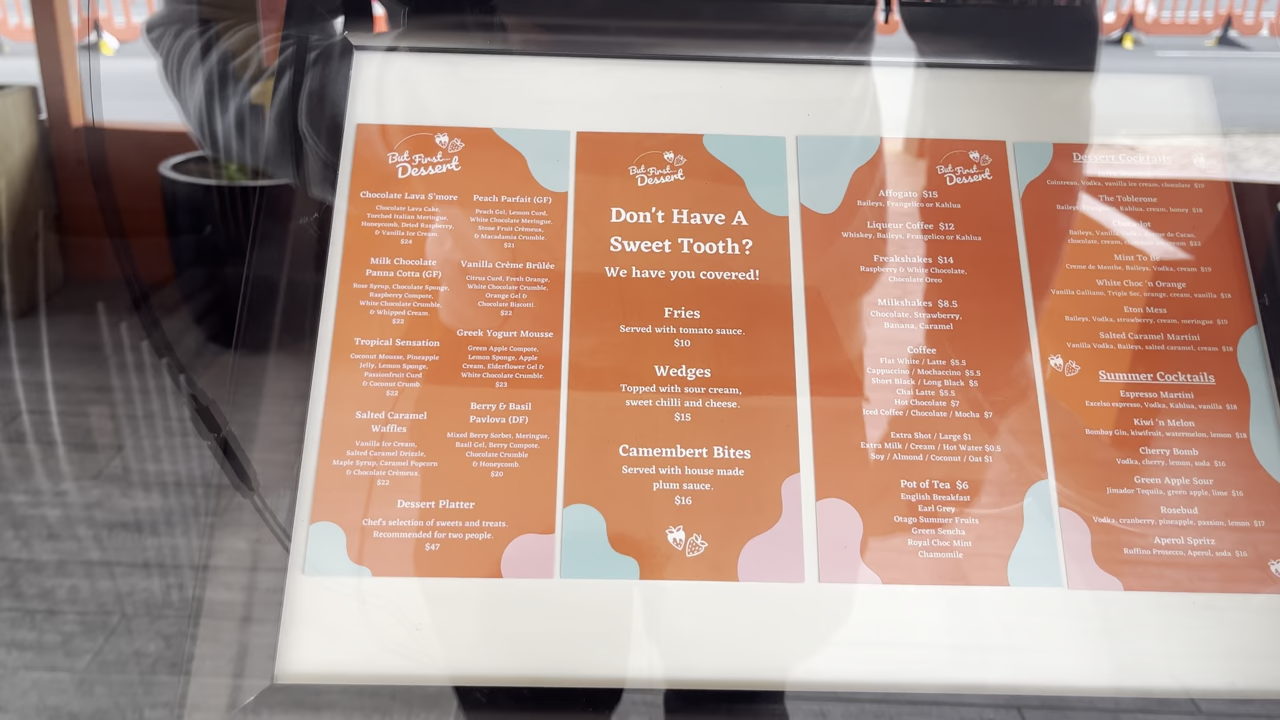 But First...
Dessert
Chocolate Lava S'more
Chocolate Lava Cake,
Torched Italian Meringue,
Honeycomb, Dried Raspberry,
& Vanilla Ice Cream.
$24
Milk Chocolate
Panna Cotta (GF)
Rose Syrup, Chocolate Sponge,
Raspberry Compote,
White Chocolate Crumble,
& Whipped Cream.
$22
Tropical Sensation
Coconut Mousse, Pineapple
Jelly, Lemon Sponge,
Passionfruit Curd
& Coconut Crumb.
$22
Salted Caramel
Waffles
Vanilla Ice Cream,
Salted Caramel Drizzle,
Maple Syrup, Caramel Popcorn
& Chocolate Crémeux.
$22
Peach Parfait (GF)
Peach Gel, Lemon Curd,
White Chocolate Meringue,
Stone Fruit Crémeux,
& Macadamia Crumble.
$21
Vanilla Crème Brûlée
Citrus Curd, Fresh Orange,
White Chocolate Crumble,
Orange Gel &
Chocolate Biscotti.
$22
Greek Yogurt Mousse
Green Apple Compote,
Lemon Sponge, Apple
Cream, Elderflower Gel &
White Chocolate Crumble.
$23
Berry & Basil
Pavlova (DF)
Mixed Berry Sorbet, Meringue,
Basil Gel, Berry Compote,
Chocolate Crumble
& Honeycomb.
$20
Dessert Platter
Chef's selection of sweets and treats.
Recommended for two people.
$47
But First...
Dessert
Don't Have A
Sweet Tooth?
We have you covered!
Fries
Served with tomato sauce.
$10
Wedges
Topped with sour cream,
sweet chilli and cheese.
$15
Camembert Bites
Served with house made
plum sauce.
$16
But First...
Dessert
Affogato $15
Baileys, Frangelico or Kahlua
Liqueur Coffee $12
Whiskey, Baileys, Frangelico or Kahlua
Freakshakes $14
Raspberry & White Chocolate,
Chocolate Oreo
Milkshakes $8.5
Chocolate, Strawberry,
Banana, Caramel
Coffee
Flat White / Latte $5.5
Cappuccino / Mochaccino $5.5
Short Black / Long Black $5
Chai Latte $5.5
Hot Chocolate $7
Iced Coffee / Chocolate / Mocha $7
Extra Shot / Large $1
Extra Milk / Cream / Hot Water $0.5
Soy / Almond / Coconut / Oat $1
Pot of Tea $6
English Breakfast
Earl Grey
Otago Summer Fruits
Green Sencha
Royal Choc Mint
Chamomile
Dessert Cocktails
Cointreau, Vodka, vanilla ice cream, chocolate $19
The Toblerone
Baileys, Kahlua, cream, honey $18
Baileys, Vanilla de Cacao,
chocolate, cream, ice cream $22
Mint To Be
Creme de Menthe, Baileys, Vodka, cream $19
White Choc 'n Orange
Vanilla Galliano, Triple Sec, orange, cream, vanilla $18
Eton Mess
Baileys, Vodka, strawberry, cream, meringue $19
Salted Caramel Martini
Vanilla Vodka, Baileys, salted caramel, cream $18
Summer Cocktails
Espresso Martini
Excelso espresso, Vodka, Kahlua, vanilla $18
Kiwi 'n Melon
Bombay Gin, kiwifruit, watermelon, lemon $18
Cherry Bomb
Vodka, cherry, lemon, soda $16
Green Apple Sour
Jimador Tequila, green apple, lime $16
Rosebud
Vodka, cranberry, pineapple, passion, lemon $17
Aperol Spritz
Ruffino Prosecco, Aperol, soda $16